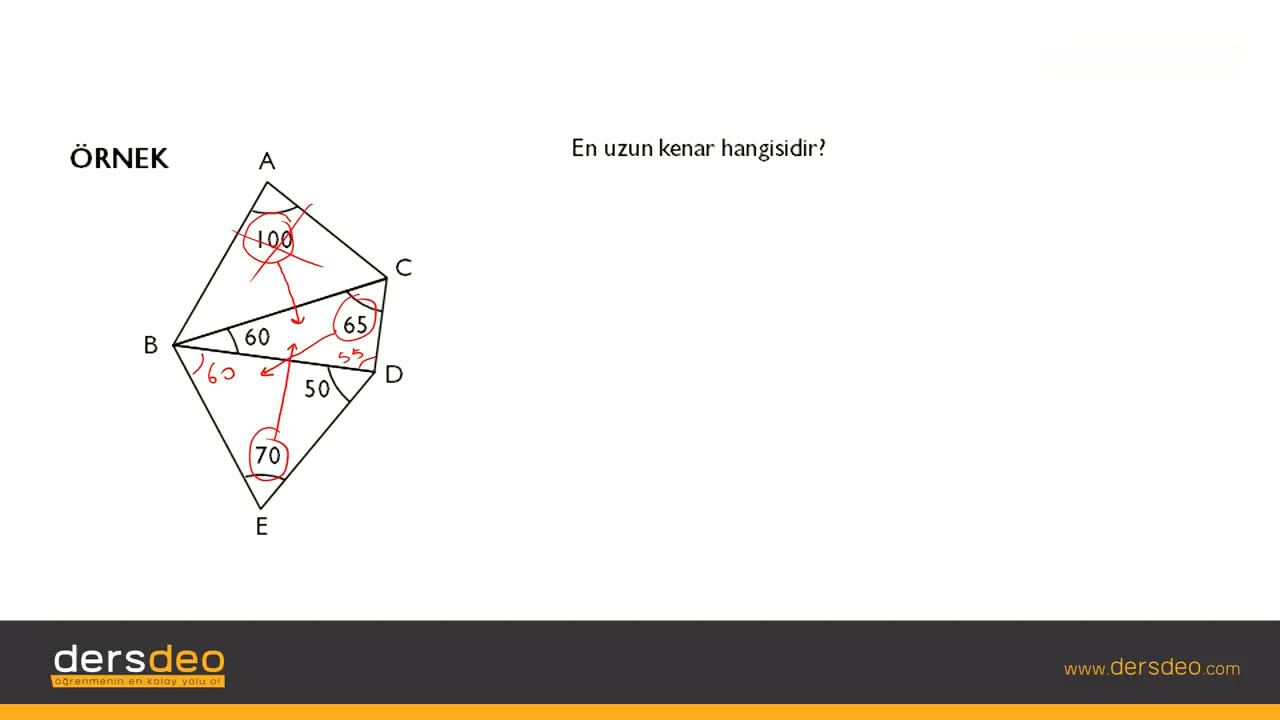 ÖRNEK
En uzun kenar hangisidir?
A
100
C
B
60
65
60
55
50
D
70
E
dersdeo
öğrenmenin en kolay yolu o!
www.dersdeo.com